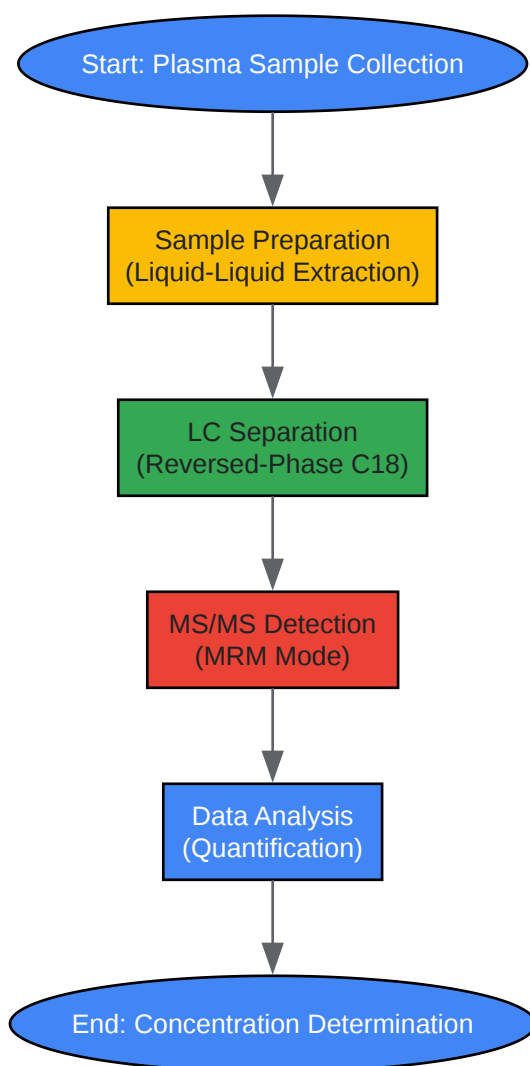 Start: Plasma Sample Collection
Sample Preparation
(Liquid-Liquid Extraction)
LC Separation
(Reversed-Phase C18)
MS/MS Detection
(MRM Mode)
Data Analysis
(Quantification)
End: Concentration Determination